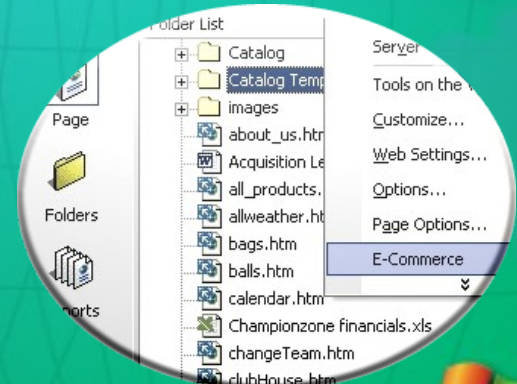 older List
Catalog
Catalog Temp
images
about_us.htm
Acquisition Le
all_products.
allweather.ht
bags.htm
balls.htm
calendar.htm
Championzone financials.xls
changeTeam.htm
clubHouse.htm
Page
Folders
ports
Server
Tools on the
Customize...
Web Settings...
Options...
Page Options...
E-Commerce